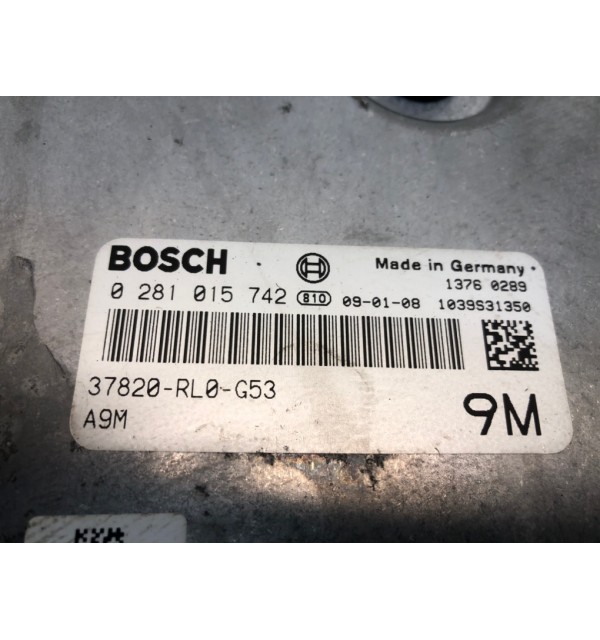 BOSCH Made in Germany
1376 0289
0 281 015 742 810 09-01-08 1039S31350
37820-RL0-G53
A9M 9M